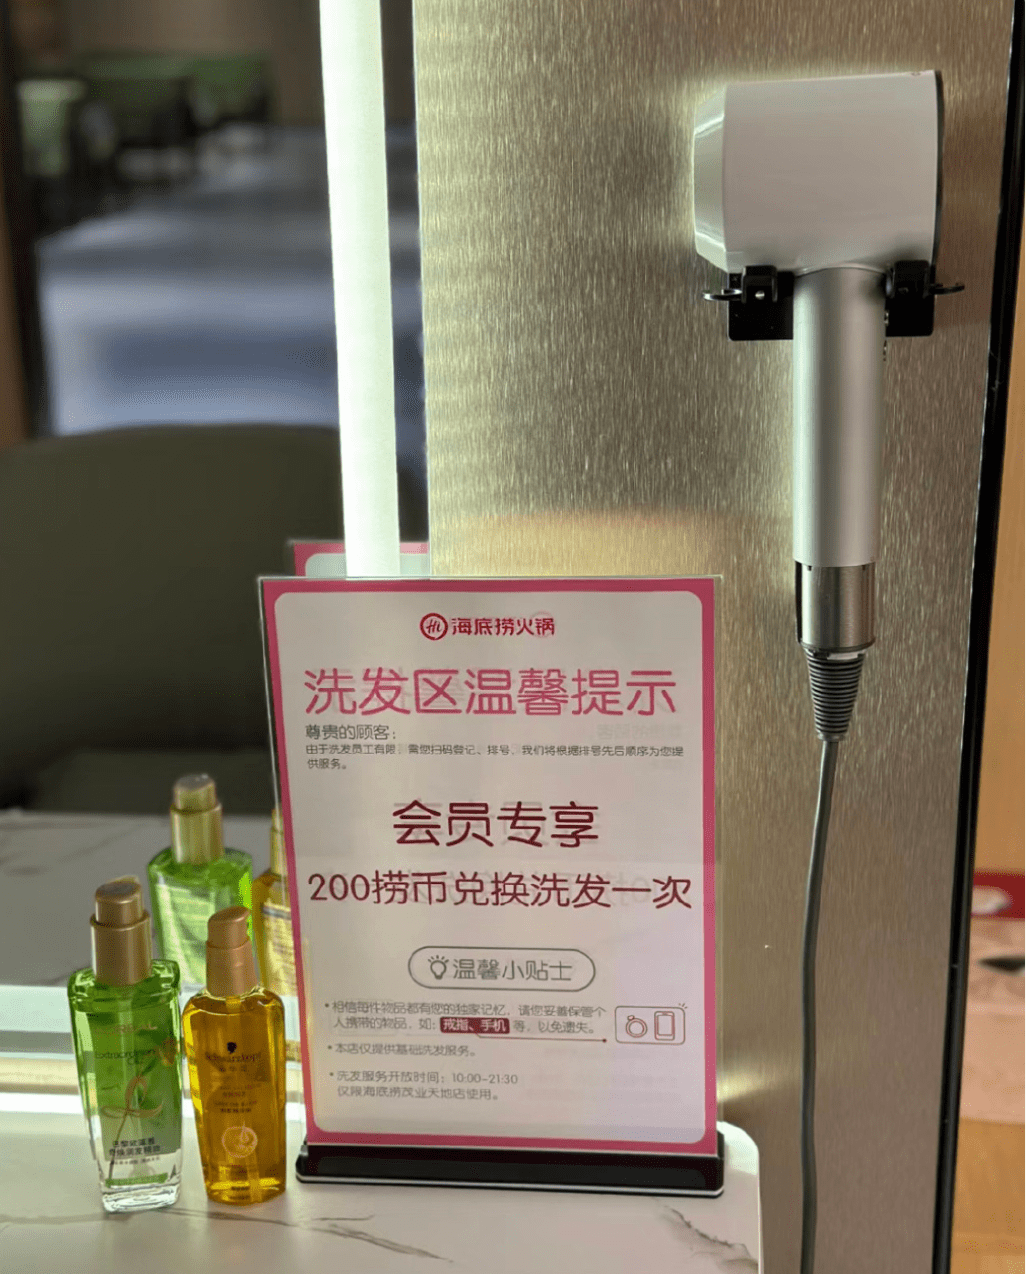 海底捞火锅
洗发区温馨提示
尊贵的顾客：
由于洗发员工有限，需您扫码登记、排号、我们将根据排号先后顺序为您提
供服务。
会员专享
200捞币兑换洗发一次
温馨小贴士
•相信每件物品都有您的独家记忆，请您妥善保管个
人携带的物品，如：戒指、手机等，以免遗失。
•本店仅提供基础洗发服务。
•洗发服务开放时间：10:00-21:30
仅限海底捞茂业天地店使用。
Extraordinary
Schwarzkopf